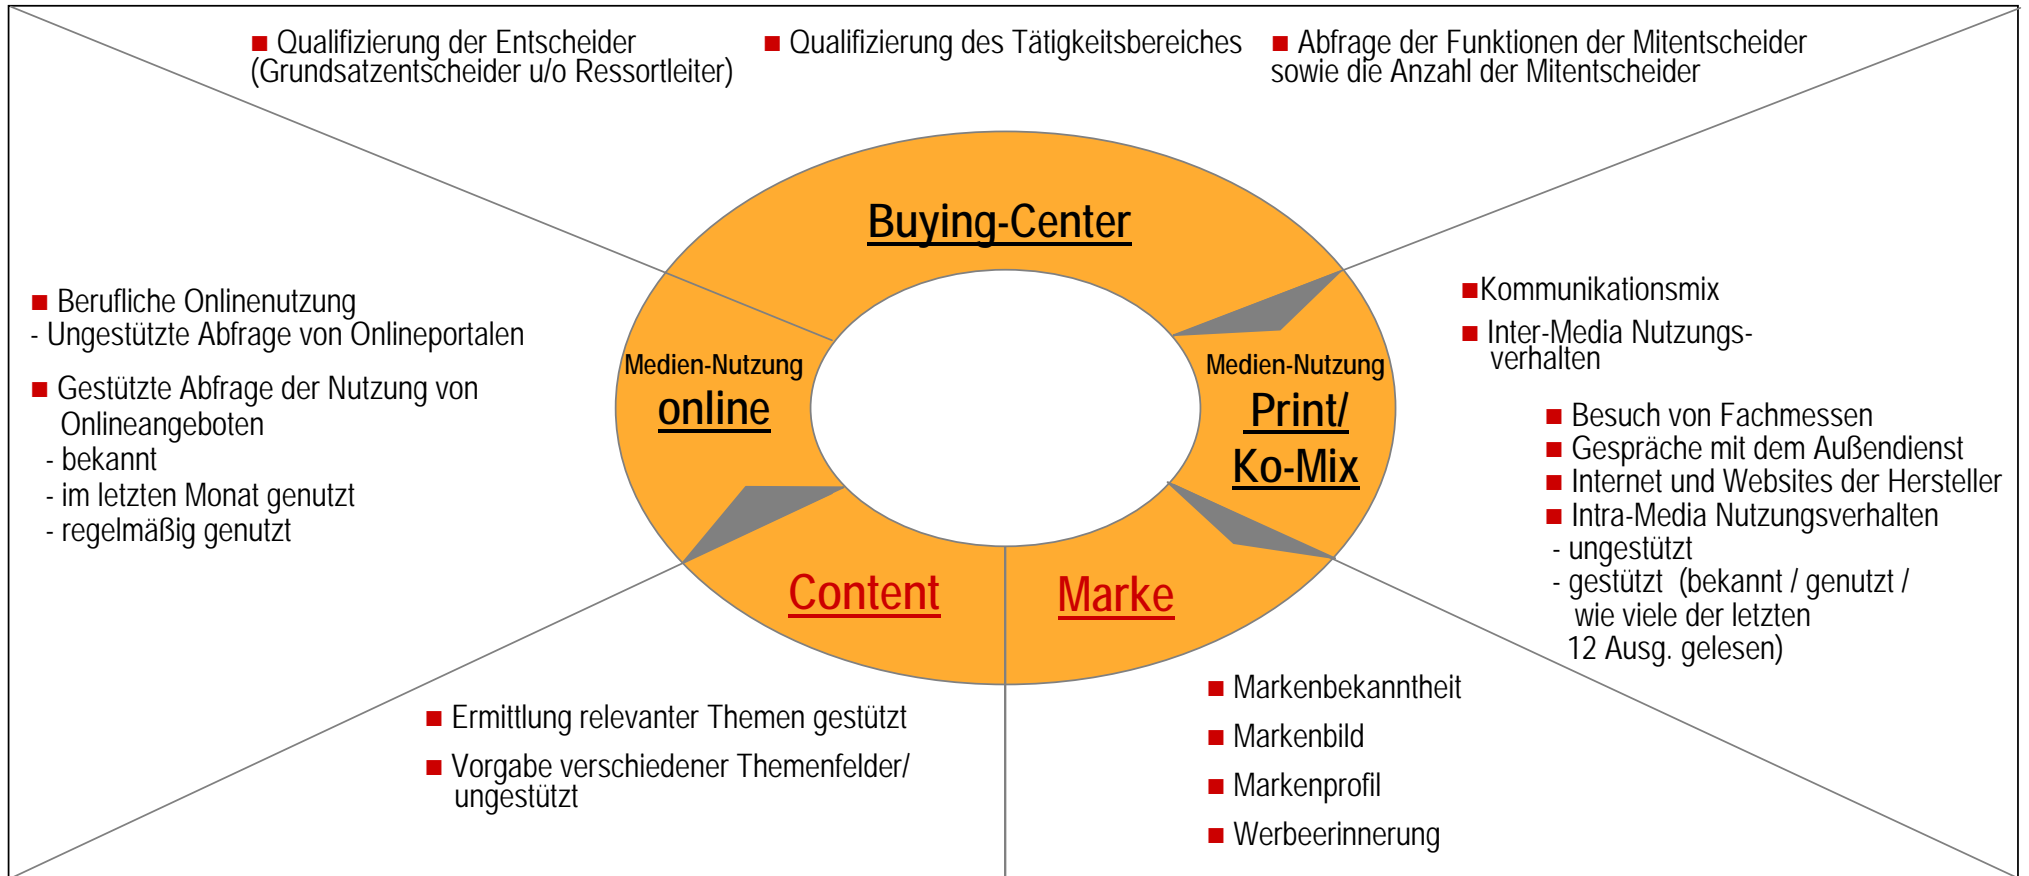 ■ Qualifizierung der Entscheider
(Grundsatzentscheider u/o Ressortleiter)
■ Qualifizierung des Tätigkeitsbereiches
■ Abfrage der Funktionen der Mitentscheider
sowie die Anzahl der Mitentscheider
Buying-Center
■ Berufliche Onlinenutzung
- Ungestützte Abfrage von Onlineportalen
■ Gestützte Abfrage der Nutzung von
Onlineangeboten
- bekannt
- im letzten Monat genutzt
- regelmäßig genutzt
Medien-Nutzung
online
Medien-Nutzung
Print/
Ko-Mix
■Kommunikationsmix
■ Inter-Media Nutzungs-
verhalten
■ Besuch von Fachmessen
■ Gespräche mit dem Außendienst
■ Internet und Websites der Hersteller
■ Intra-Media Nutzungsverhalten
- ungestützt
- gestützt (bekannt / genutzt /
wie viele der letzten
12 Ausg. gelesen)
Content
Marke
■ Ermittlung relevanter Themen gestützt
■ Vorgabe verschiedener Themenfelder/
ungestützt
■ Markenbekanntheit
■ Markenbild
■ Markenprofil
■ Werbeerinnerung